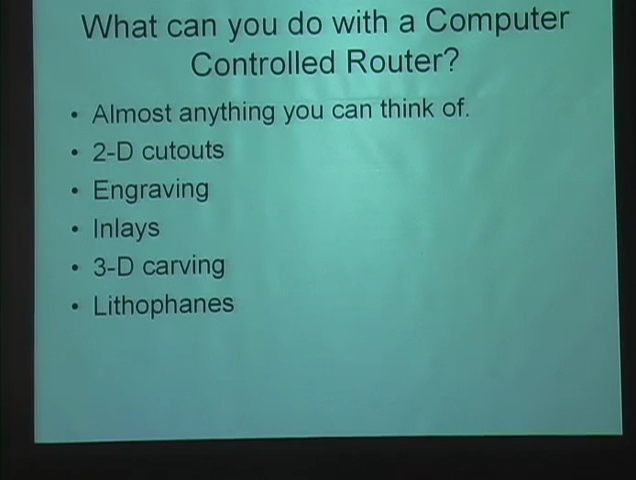 What can you do with a Computer
Controlled Router?
• Almost anything you can think of.
• 2-D cutouts
• Engraving
• Inlays
• 3-D carving
• Lithophanes